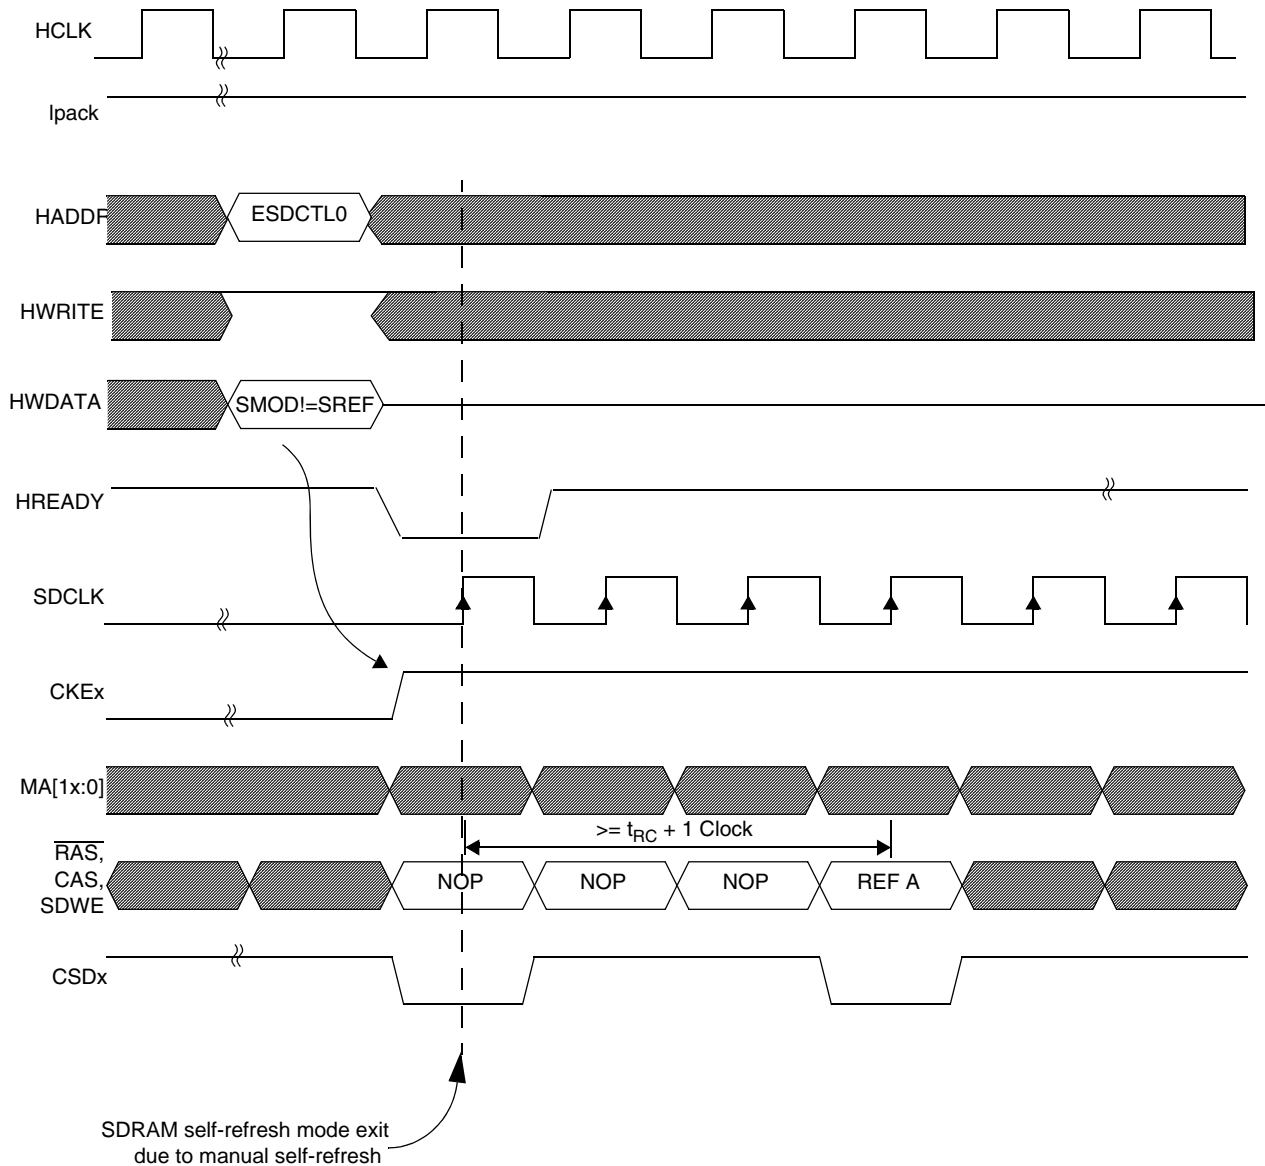 HCLK
lpack
HADDR
ESDCTL0
HWRITE
HWDATA
SMOD!=SREF
HREADY
SDCLK
CKEx
MA[1x:0]
>= tRC + 1 Clock
RAS,
CAS,
SDWE
NOP
NOP
NOP
REF A
CSDx
SDRAM self-refresh mode exit
due to manual self-refresh